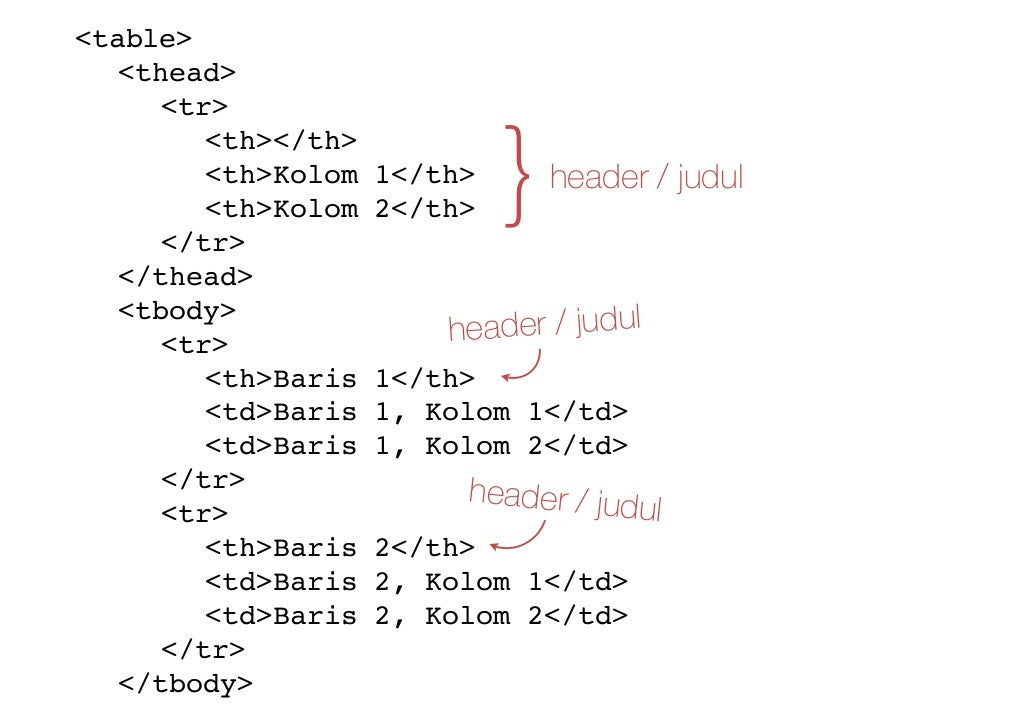 <table>
<thead>
<tr>
<th></th>
<th>Kolom 1</th>
<th>Kolom 2</th>
header / judul
</tr>
</thead>
<tbody>
<tr>
header / judul
<th>Baris 1</th>
<td>Baris 1, Kolom 1</td>
<td>Baris 1, Kolom 2</td>
</tr>
header / judul
<tr>
<th>Baris 2</th>
<td>Baris 2, Kolom 1</td>
<td>Baris 2, Kolom 2</td>
</tr>
</tbody>